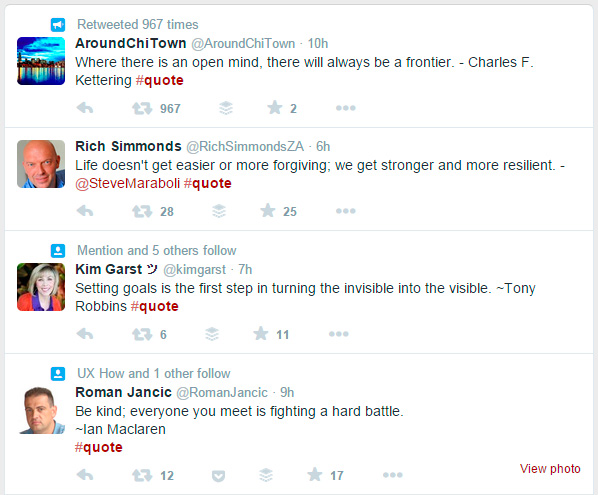 Retweeted 967 times
AroundChiTown @AroundChiTown · 10h
Where there is an open mind, there will always be a frontier. - Charles F.
Kettering #quote
967 2
Rich Simmonds @RichSimmondsZA · 6h
Life doesn't get easier or more forgiving; we get stronger and more resilient. -
@SteveMaraboli #quote
28 25
Mention and 5 others follow
Kim Garst ツ @kimgarst · 7h
Setting goals is the first step in turning the invisible into the visible. ~Tony
Robbins #quote
6 11
UX How and 1 other follow
Roman Jancic @RomanJancic · 9h
Be kind; everyone you meet is fighting a hard battle.
~Ian Maclaren
#quote
12 17 View photo